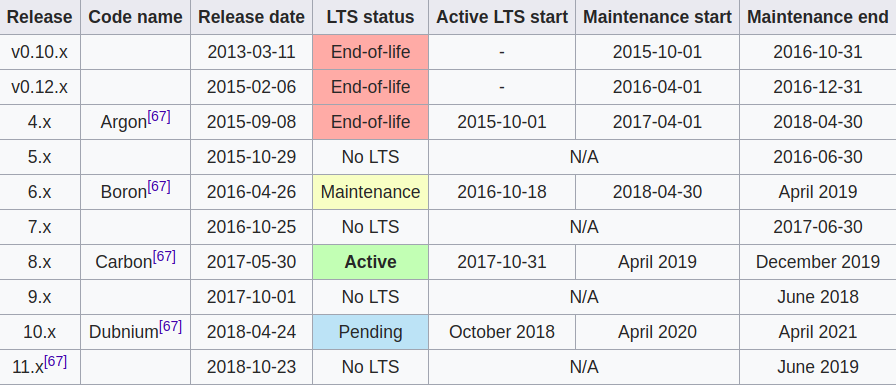 Release Code name Release date LTS status Active LTS start Maintenance start Maintenance end
v0.10.x 2013-03-11 End-of-life - 2015-10-01 2016-10-31
v0.12.x 2015-02-06 End-of-life - 2016-04-01 2016-12-31
4.x Argon[67] 2015-09-08 End-of-life 2015-10-01 2017-04-01 2018-04-30
5.x 2015-10-29 No LTS N/A 2016-06-30
6.x Boron[67] 2016-04-26 Maintenance 2016-10-18 2018-04-30 April 2019
7.x 2016-10-25 No LTS N/A 2017-06-30
8.x Carbon[67] 2017-05-30 Active 2017-10-31 April 2019 December 2019
9.x 2017-10-01 No LTS N/A June 2018
10.x Dubnium[67] 2018-04-24 Pending October 2018 April 2020 April 2021
11.x[67] 2018-10-23 No LTS N/A June 2019